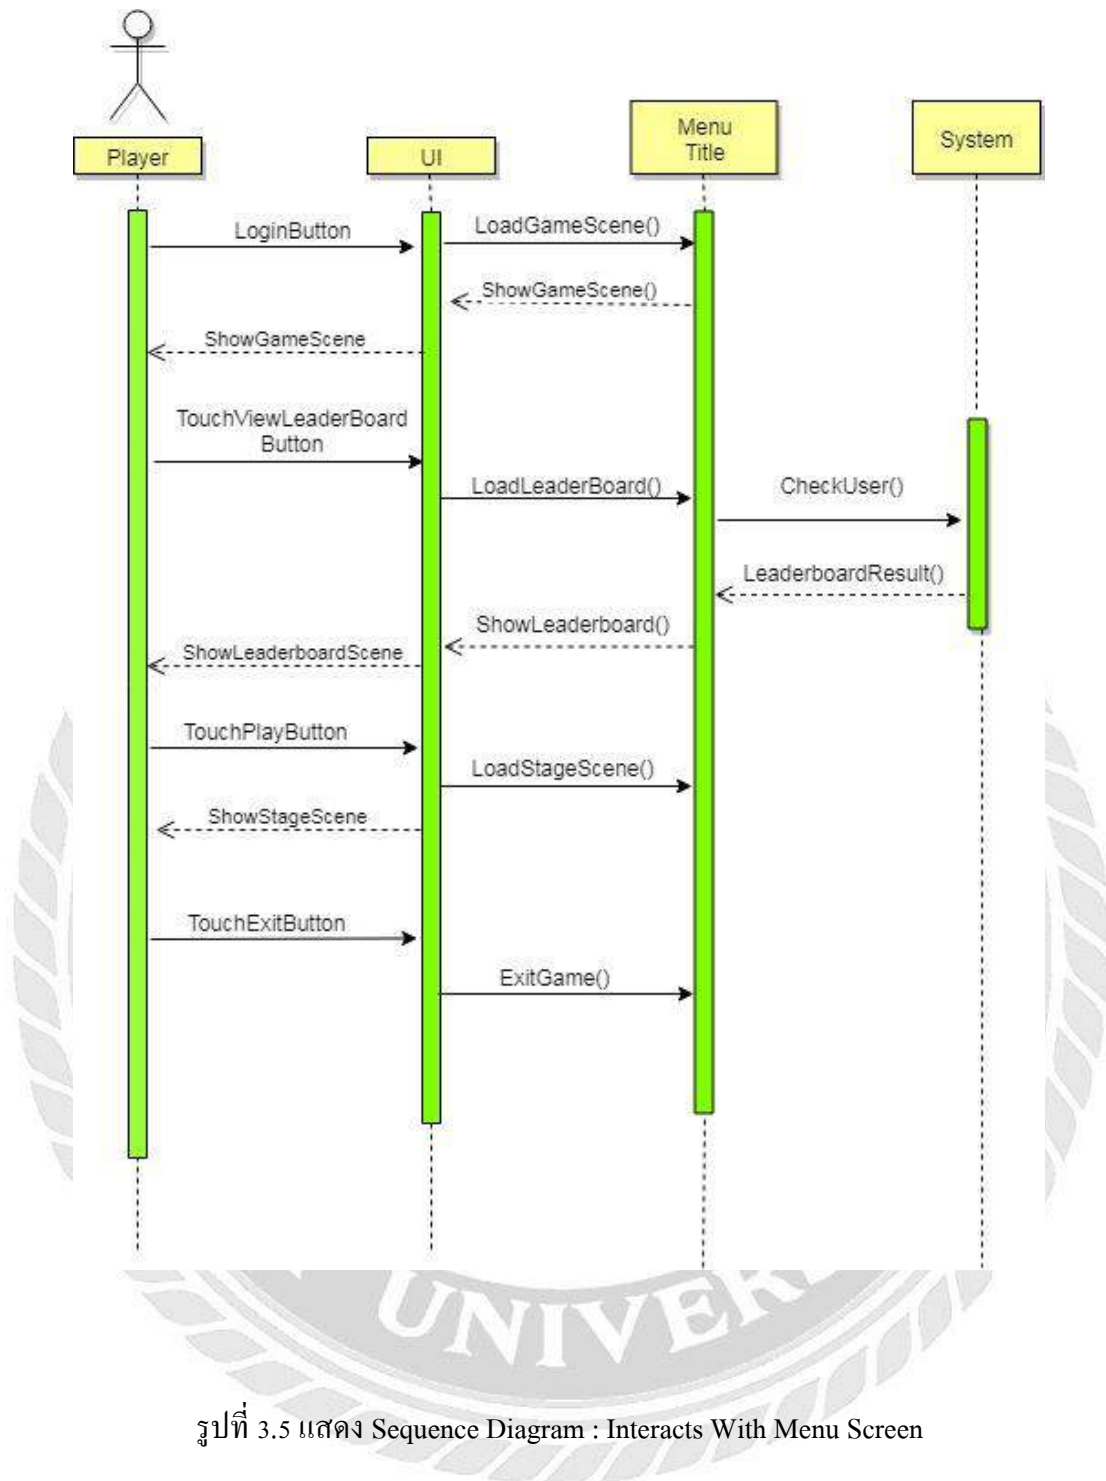 Player
UI
Menu
Title
System
LoginButton
LoadGameScene()
ShowGameScene()
ShowGameScene
TouchViewLeaderBoard
Button
LoadLeaderBoard()
CheckUser()
LeaderboardResult()
ShowLeaderboard()
ShowLeaderboardScene
TouchPlayButton
LoadStageScene()
ShowStageScene
TouchExitButton
ExitGame()
รูปที่ 3.5 แสดง Sequence Diagram : Interacts With Menu Screen